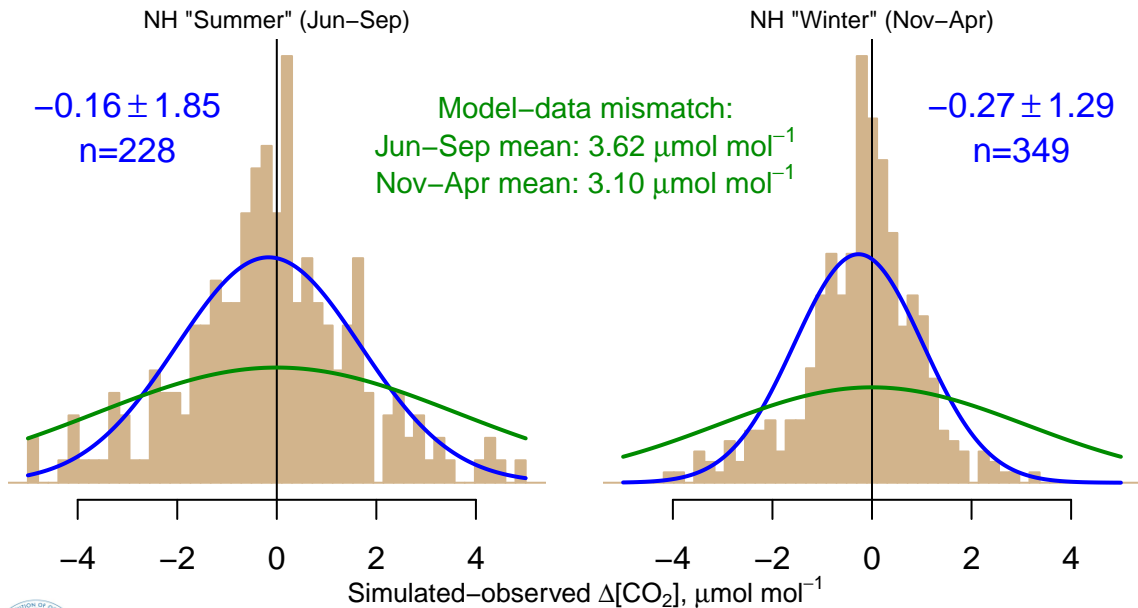 NH "Summer" (Jun−Sep)
NH "Winter" (Nov−Apr)
−0.16 ± 1.85
n=228
Model−data mismatch:
Jun−Sep mean: 3.62 μmol mol⁻¹
Nov−Apr mean: 3.10 μmol mol⁻¹
−0.27 ± 1.29
n=349
−4 −2 0 2 4
−4 −2 0 2 4
Simulated−observed Δ[CO₂], μmol mol⁻¹